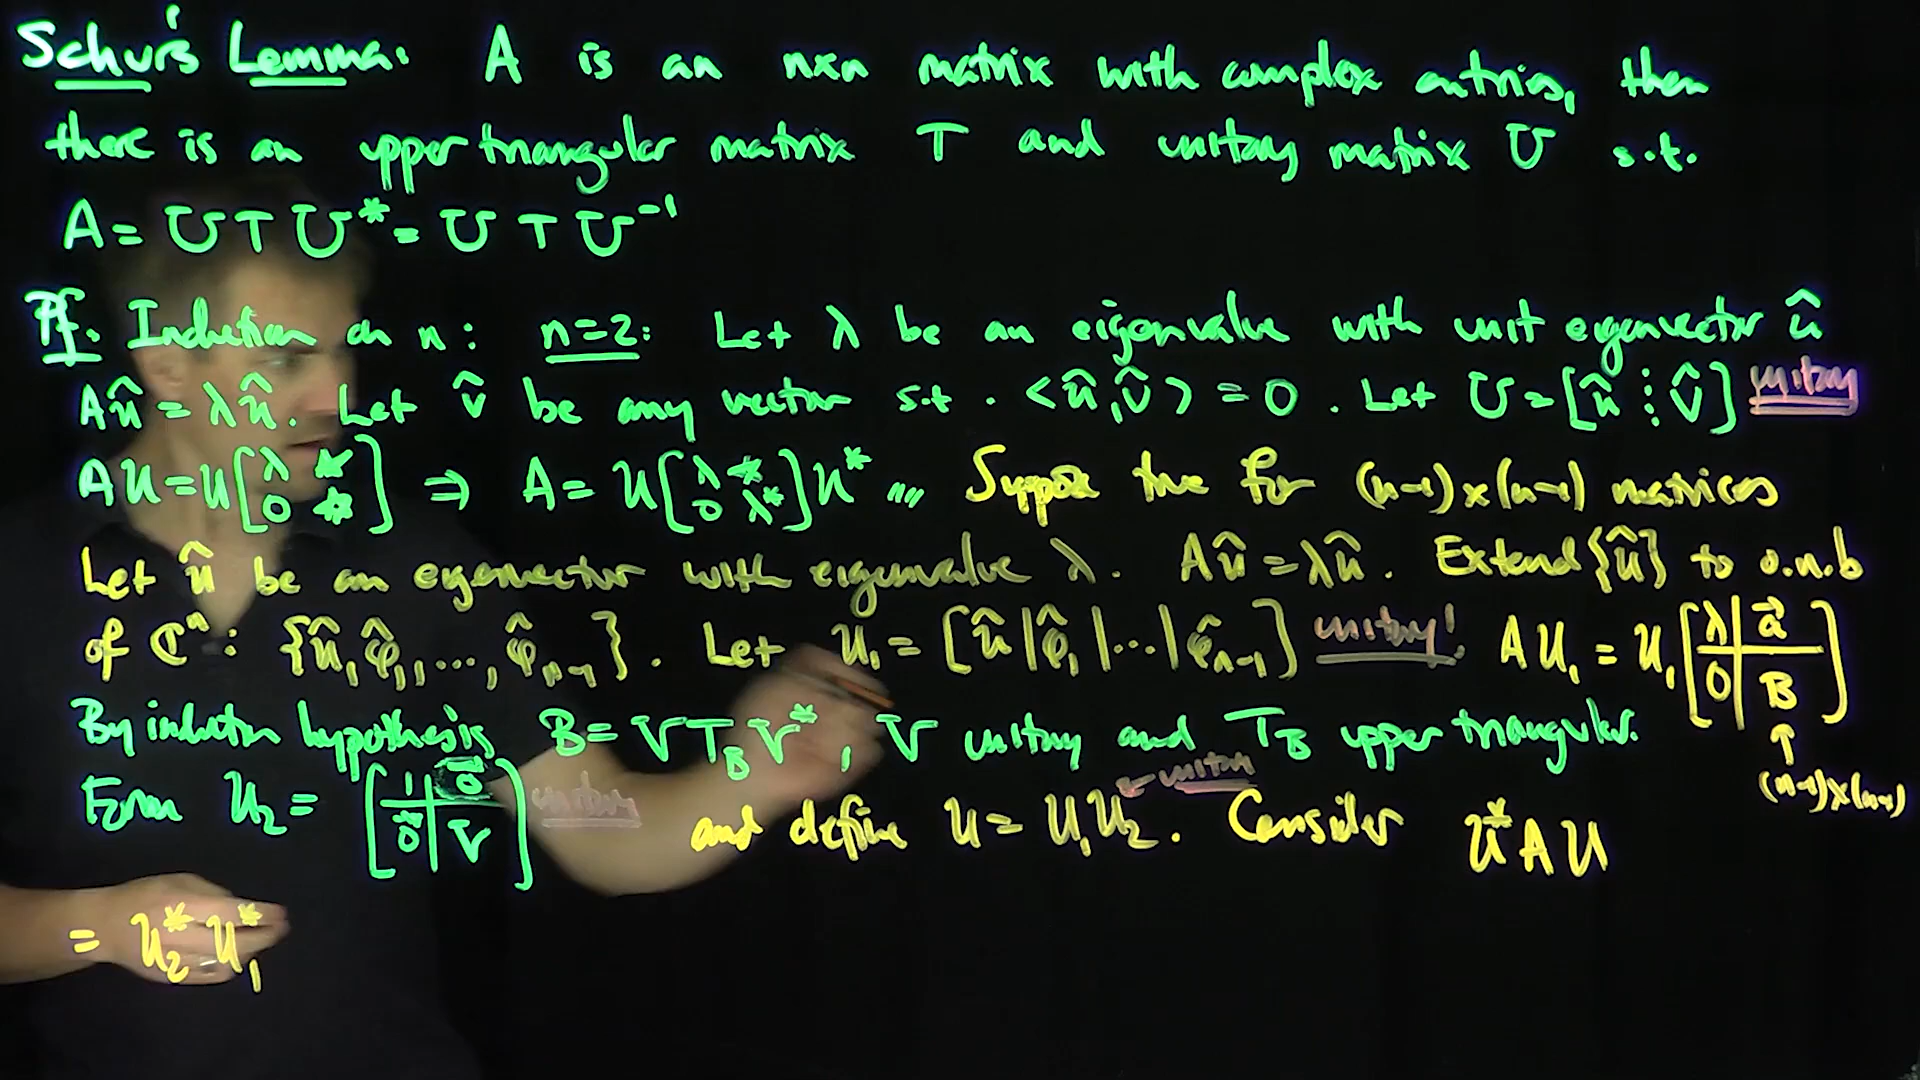 Schur's Lemma: A is an n×n matrix with complex entries, then
there is an upper triangular matrix T and unitary matrix U s.t.
A = U T U* = U T U⁻¹
Pf. Induction on n: n=2: Let λ be an eigenvalue with unit eigenvector û
Aû = λû. Let v̂ be any vector s.t. <û, v̂> = 0. Let U = [û ⋮ v̂] unitary
AU = U [λ * ; 0 *] ⇒ A = U [λ * ; 0 λ*] U* ,,,, Suppose true for (n-1)×(n-1) matrices
Let û be an eigenvector with eigenvalue λ. Aû = λû. Extend {û} to o.n.b
of ℂⁿ: {û, φ̂₁, ..., φ̂ₙ₋₁}. Let U₁ = [û | φ̂₁ | ... | φ̂ₙ₋₁] unitary! AU₁ = U₁ [λ | a⃗ ; 0 | B]
By induction hypothesis B = V T_B V*, V unitary and T_B upper triangular. ↑ (n-1)×(n-1)
Form U₂ = [1 | 0⃗ ; 0⃗ | V] unitary and define U = U₁U₂ ← unitary. Consider U*AU
= U₂* U₁*